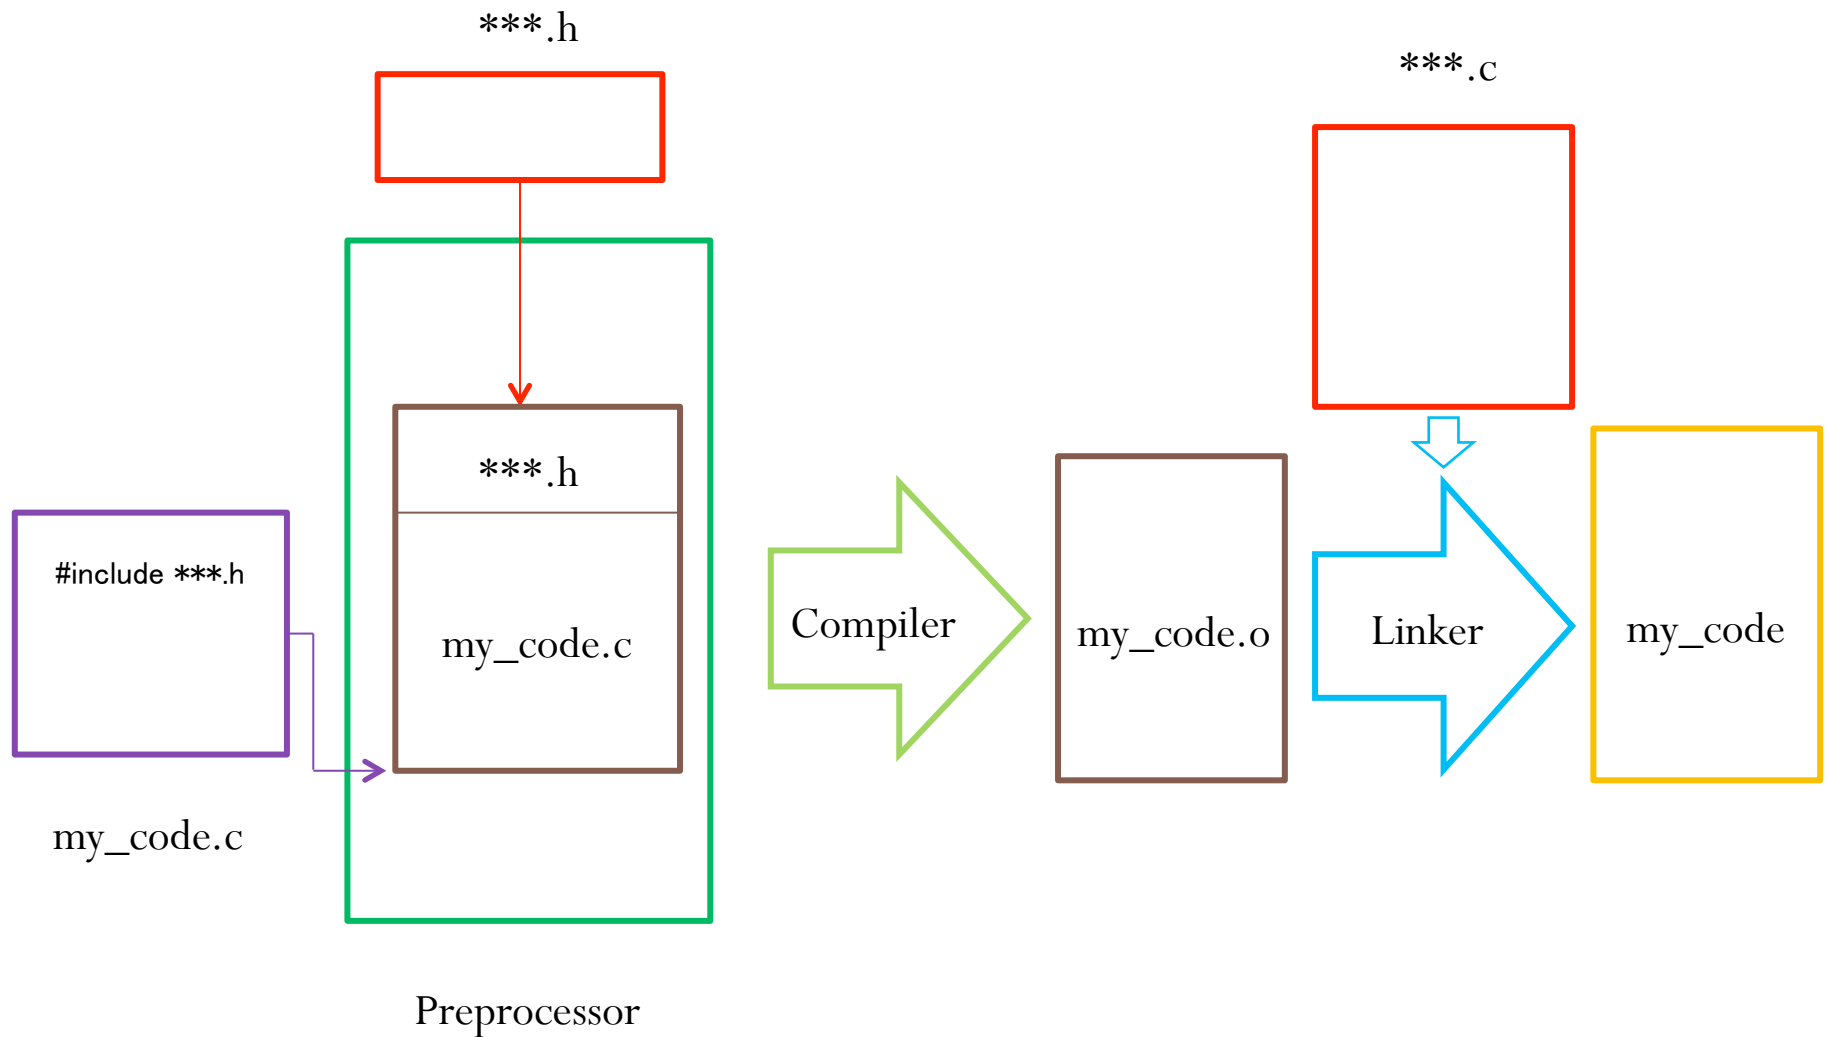 ***.h
***.c
***.h
#include ***.h
my_code.c
Compiler
my_code.o
Linker
my_code
my_code.c
Preprocessor